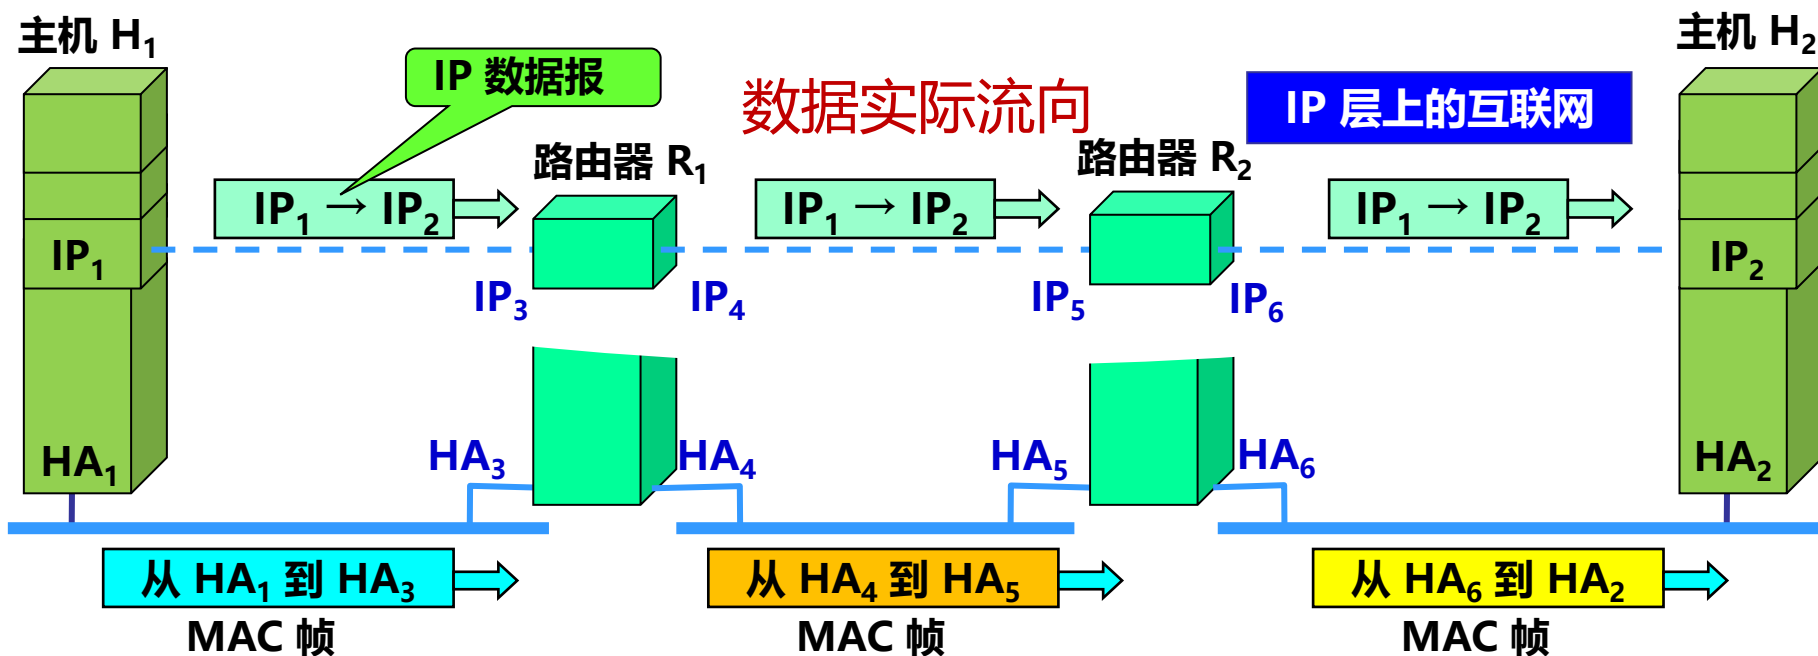 主机 H₁
IP 数据报
数据实际流向
IP 层上的互联网
主机 H₂
路由器 R₁
路由器 R₂
IP₁ → IP₂
IP₁ → IP₂
IP₁ → IP₂
IP₁
IP₃
IP₄
IP₅
IP₆
IP₂
HA₁
HA₃
HA₄
HA₅
HA₆
HA₂
从 HA₁ 到 HA₃
从 HA₄ 到 HA₅
从 HA₆ 到 HA₂
MAC 帧
MAC 帧
MAC 帧